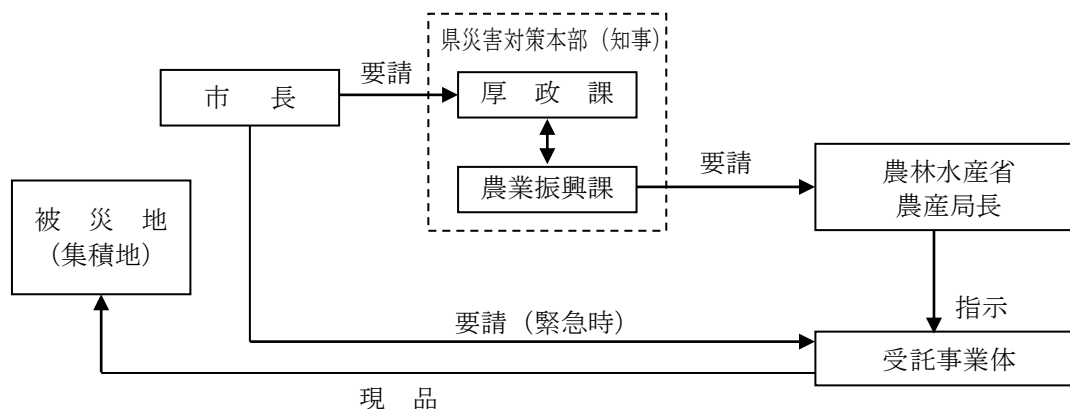 県災害対策本部（知事）
市　長
要請
厚　政　課
農業振興課
要請
農林水産省
農産局長
被　災　地
（集積地）
指示
要請（緊急時）
受託事業体
現　品